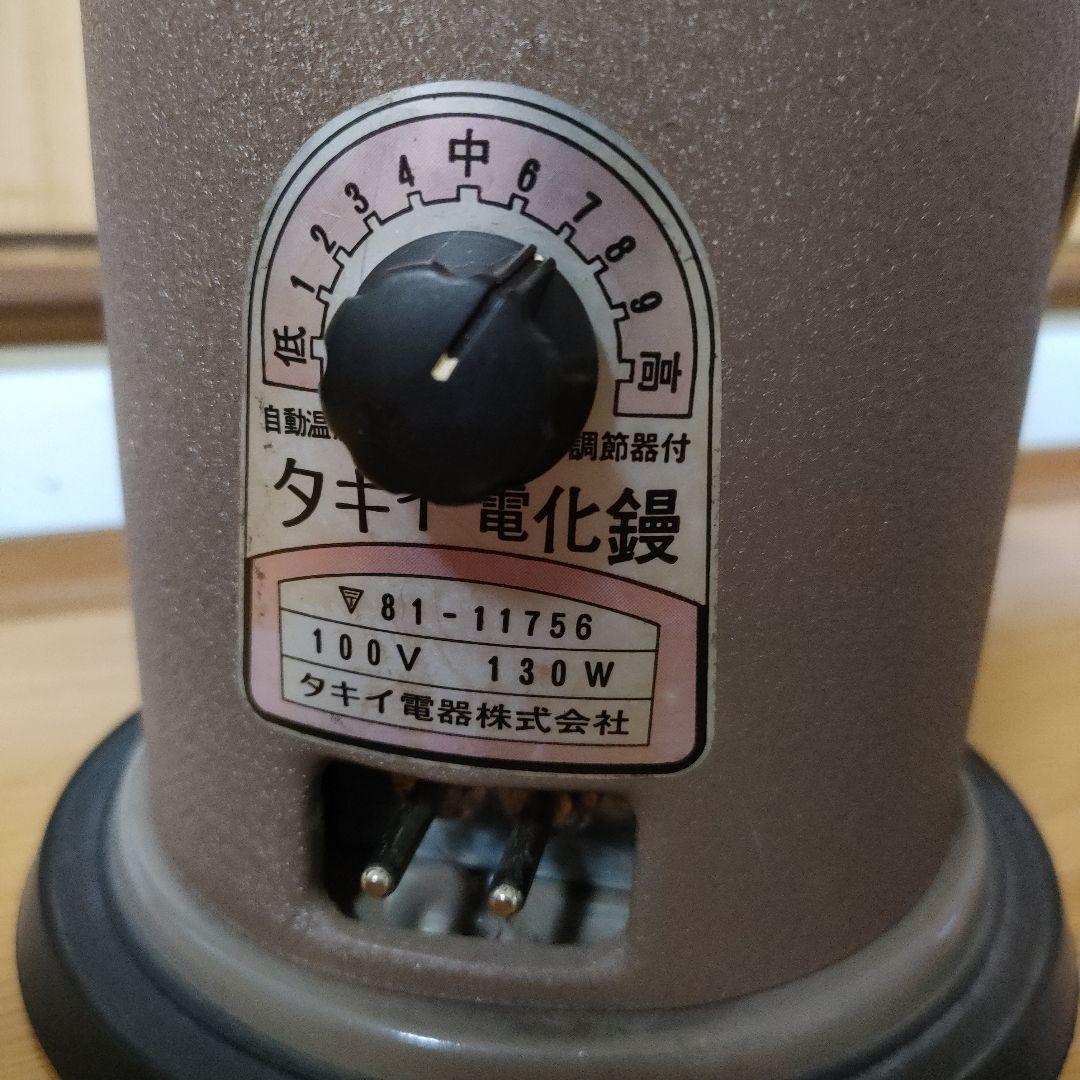 低 1 2 3 4 中 6 7 8 9 高
自動温 調節器付
タキイ電化鏝
〒 81-11756
100V 130W
タキイ電器株式会社